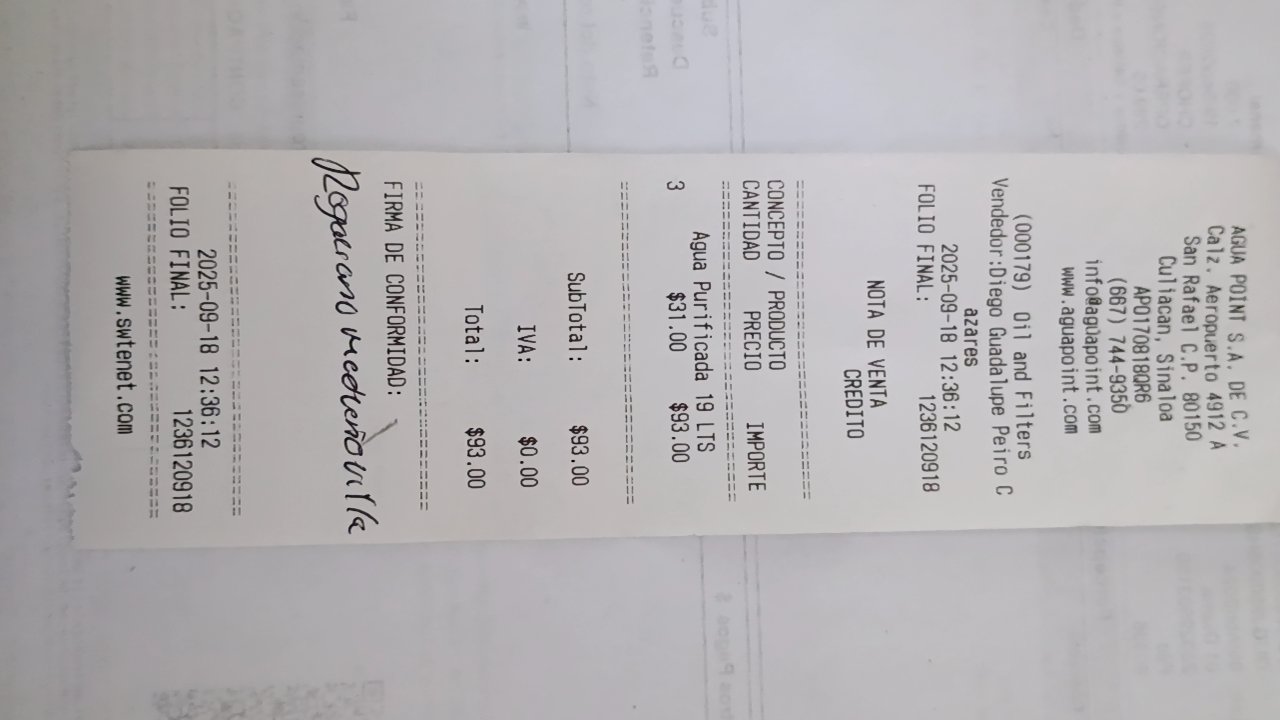 AGUA POINT S.A. DE C.V.
Calz. Aeropuerto 4912 A
San Rafael C.P. 80150
Culiacan, Sinaloa
APO170818QR6
(667) 744-9350
info@aguapoint.com
www.aguapoint.com
(000179) Oil and Filters
Vendedor:Diego Guadalupe Peiro C
azares
2025-09-18 12:36:12
FOLIO FINAL: 1236120918
NOTA DE VENTA
CREDITO
================================
CONCEPTO / PRODUCTO
CANTIDAD PRECIO IMPORTE
================================
Agua Purificada 19 LTS
3 $31.00 $93.00
================================
SubTotal: $93.00
IVA: $0.00
Total: $93.00
================================
FIRMA DE CONFORMIDAD:
================================
2025-09-18 12:36:12
FOLIO FINAL: 1236120918
================================
www.swtenet.com